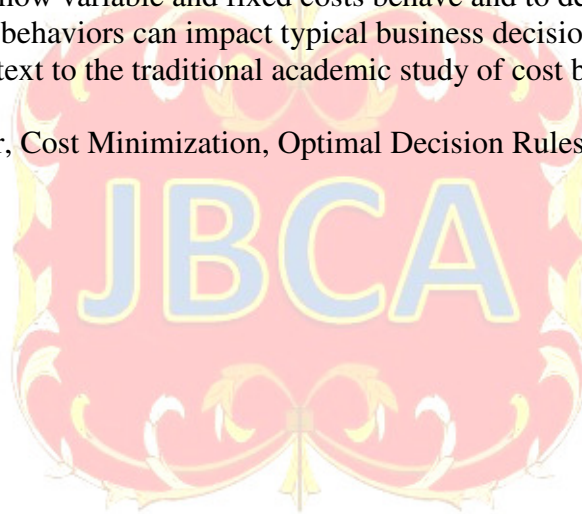 how variable and fixed costs behave and to de
behaviors can impact typical business decisio
text to the traditional academic study of cost b
, Cost Minimization, Optimal Decision Rules
JBCA